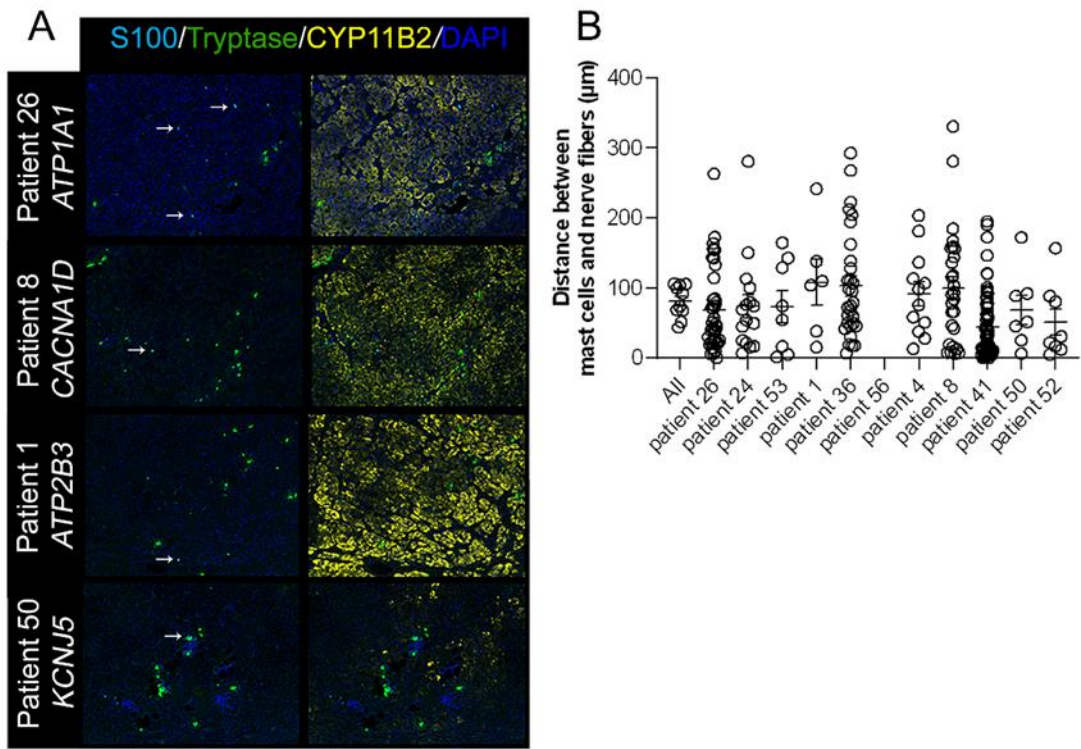 A
S100/Tryptase/CYP11B2/DAPI
Patient 26
ATP1A1
Patient 8
CACNA1D
Patient 1
ATP2B3
Patient 50
KCNJ5
B
Distance between
mast cells and nerve fibers (µm)
400
300
200
100
0
All
patient 26
patient 24
patient 53
patient 1
patient 36
patient 56
patient 4
patient 8
patient 41
patient 50
patient 52